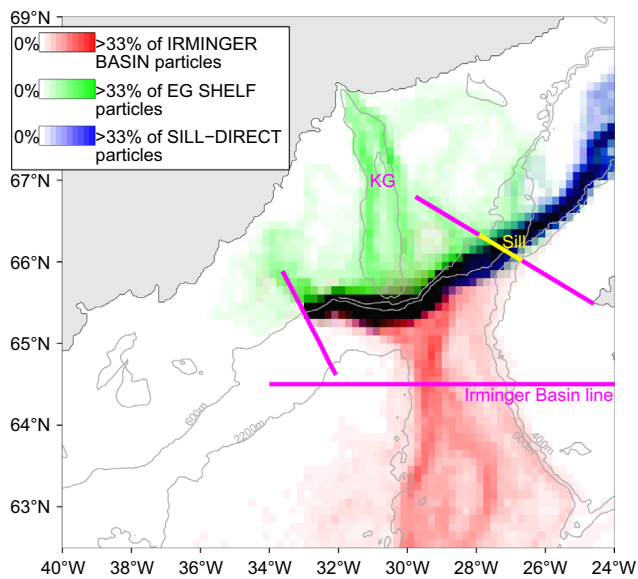 69°N
0% >33% of IRMINGER
BASIN particles
0% >33% of EG SHELF
particles
0% >33% of SILL−DIRECT
particles
67°N
66°N
65°N
64°N
63°N
KG
Sill
Irminger Basin line
2200m
600m
400m
40°W 38°W 36°W 34°W 32°W 30°W 28°W 26°W 24°W